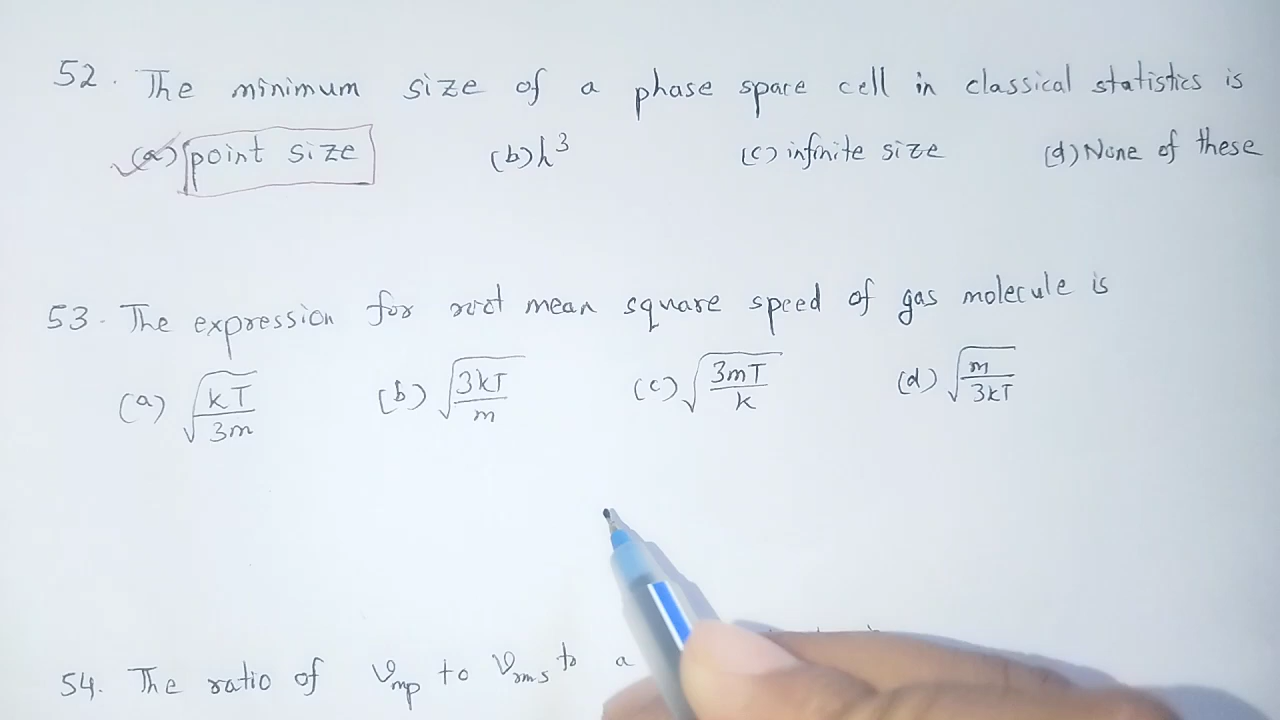 52. The minimum size of a phase space cell in classical statistics is
(a) point size (b) h³ (c) infinite size (d) None of these
53. The expression for root mean square speed of gas molecule is
(a) √(kT/3m) (b) √(3kT/m) (c) √(3mT/k) (d) √(m/3kT)
54. The ratio of v_mp to v_rms to a